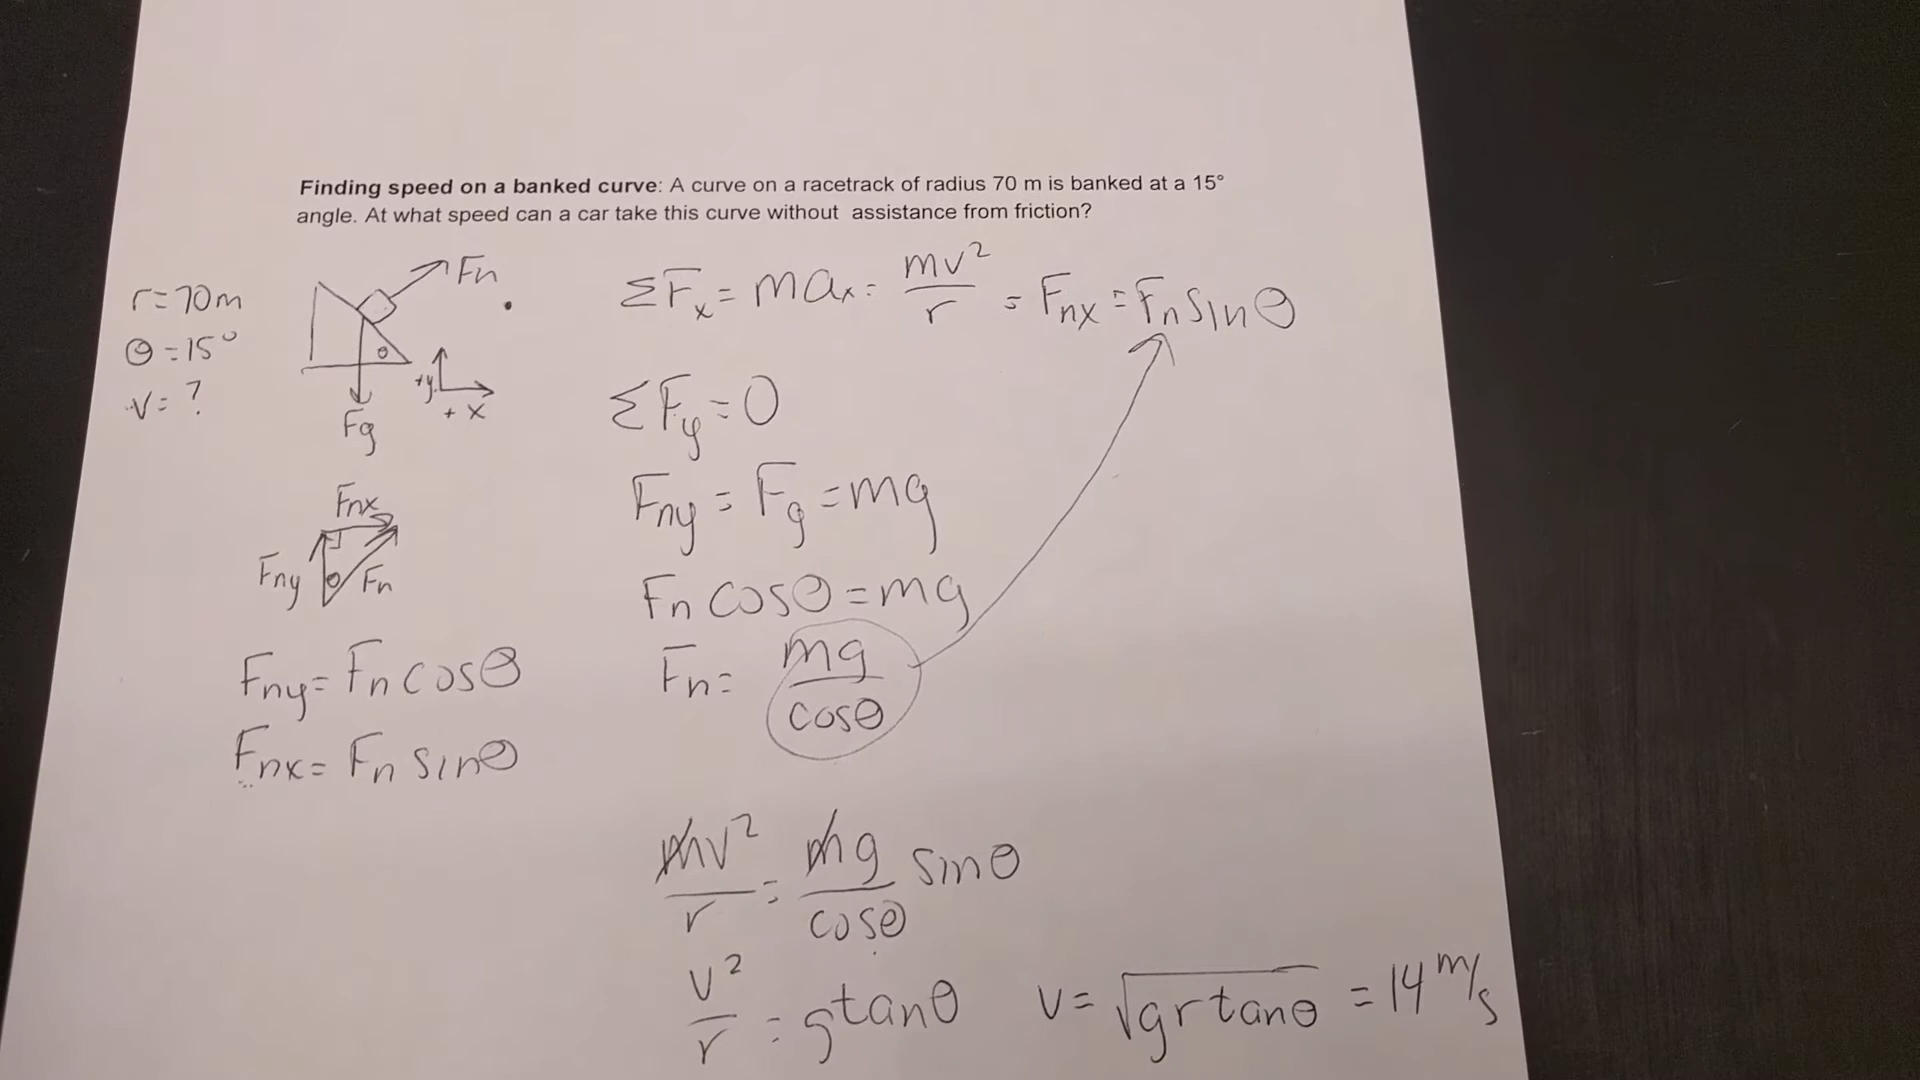 Finding speed on a banked curve: A curve on a racetrack of radius 70 m is banked at a 15°
angle. At what speed can a car take this curve without assistance from friction?
r=70m
θ=15°
v=?
Fn
θ
Fg
+y
+x
Fnx
Fny
θ
Fn
Fny=Fn cosθ
Fnx=Fn sinθ
ΣFx=max=mv²/r=Fnx=Fn sinθ
ΣFy=0
Fny=Fg=mg
Fn cosθ=mg
Fn=mg/cosθ
mv²/r=mg/cosθ sinθ
v²/r=gtanθ
v=√grtanθ=14 m/s